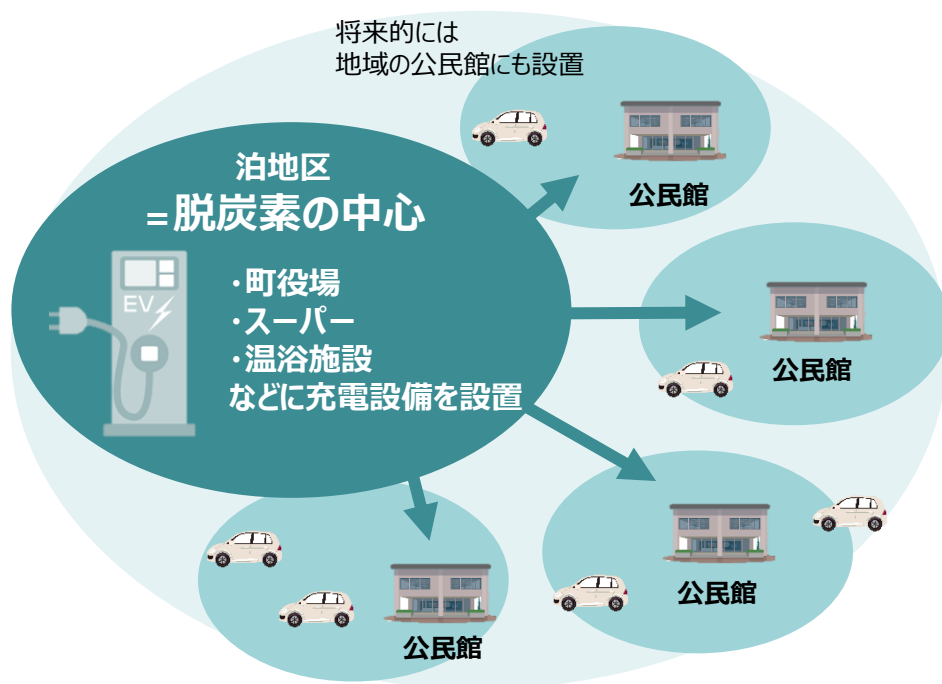 将来的には
地域の公民館にも設置
泊地区
=脱炭素の中心
・町役場
・スーパー
・温浴施設
などに充電設備を設置
EV
公民館
公民館
公民館
公民館